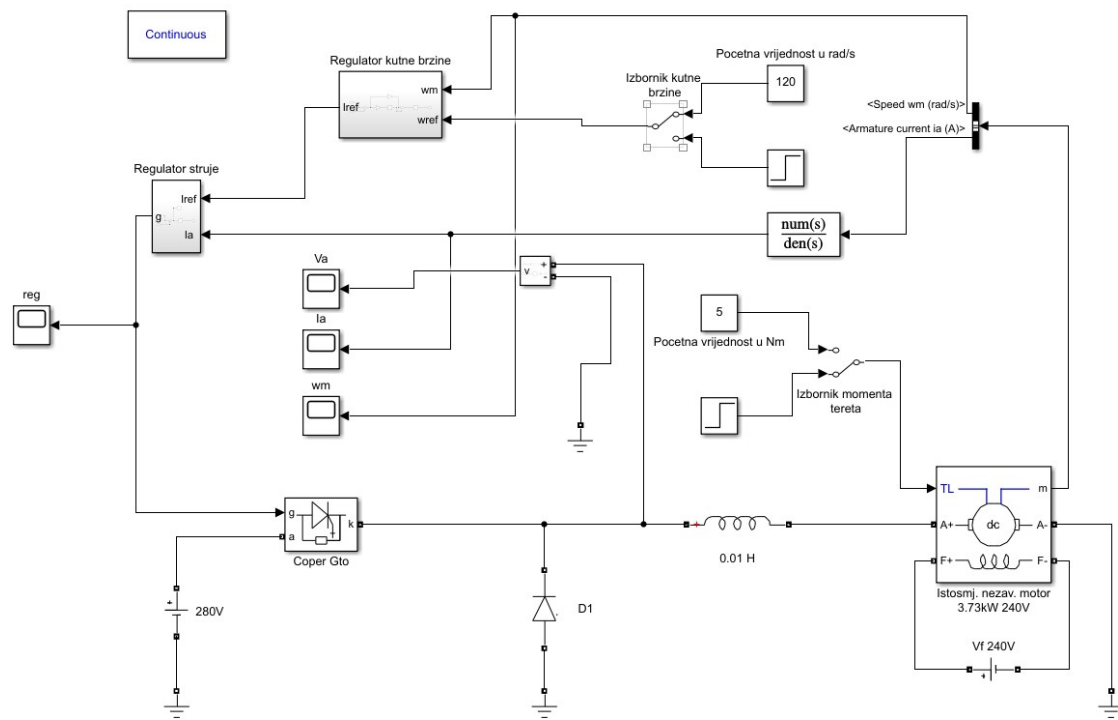 Continuous
Regulator kutne brzine
wm
Iref
wref
Izbornik kutne
brzine
Pocetna vrijednost u rad/s
120
<Speed wm (rad/s)>
<Armature current ia (A)>
Regulator struje
Iref
g
Ia
num(s)
den(s)
Va
v
+
-
reg
Ia
5
Pocetna vrijednost u Nm
wm
Izbornik momenta
tereta
g
a
k
Coper Gto
+
0.01 H
TL
m
A+
dc
A-
F+
F-
Istosmj. nezav. motor
3.73kW 240V
+
280V
D1
Vf 240V
+